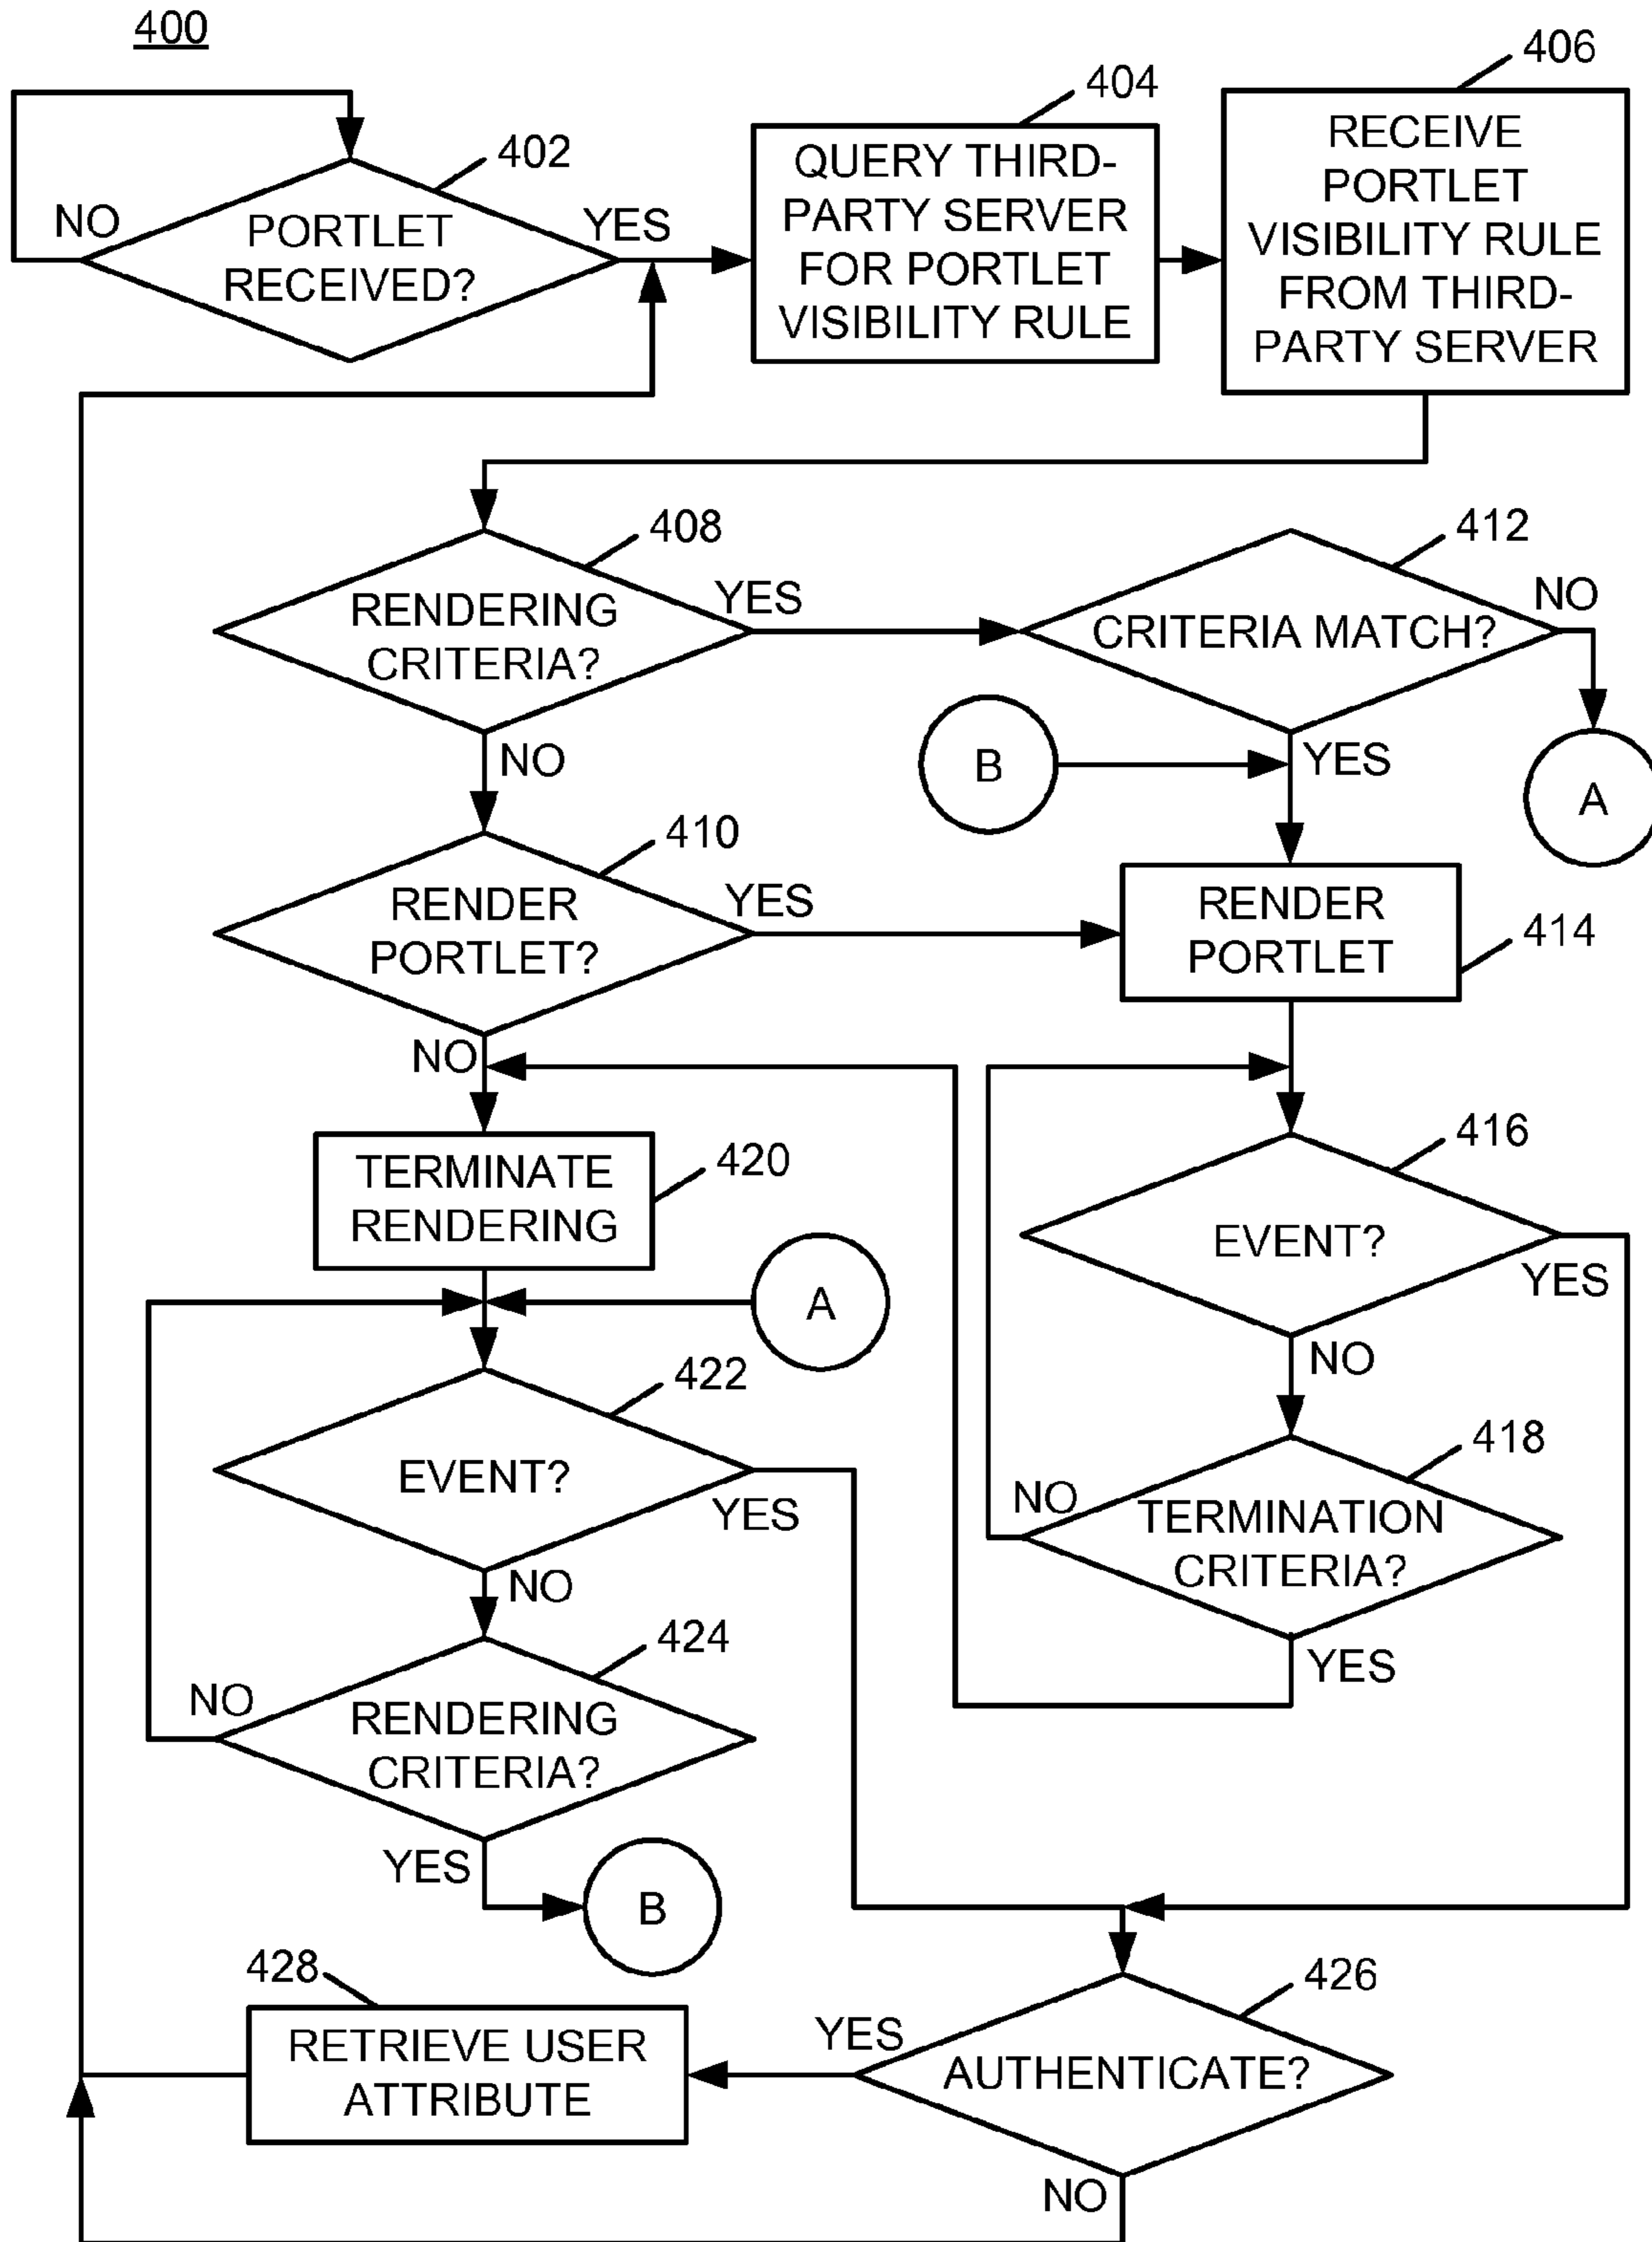 400
402
NO
PORTLET
RECEIVED?
YES
404
QUERY THIRD-
PARTY SERVER
FOR PORTLET
VISIBILITY RULE
406
RECEIVE
PORTLET
VISIBILITY RULE
FROM THIRD-
PARTY SERVER
408
RENDERING
CRITERIA?
YES
NO
412
CRITERIA MATCH?
NO
A
B
YES
410
RENDER
PORTLET?
YES
NO
RENDER
PORTLET
414
420
TERMINATE
RENDERING
A
416
EVENT?
YES
NO
422
EVENT?
YES
NO
418
NO
TERMINATION
CRITERIA?
YES
424
NO
RENDERING
CRITERIA?
YES
B
428
RETRIEVE USER
ATTRIBUTE
426
YES
AUTHENTICATE?
NO